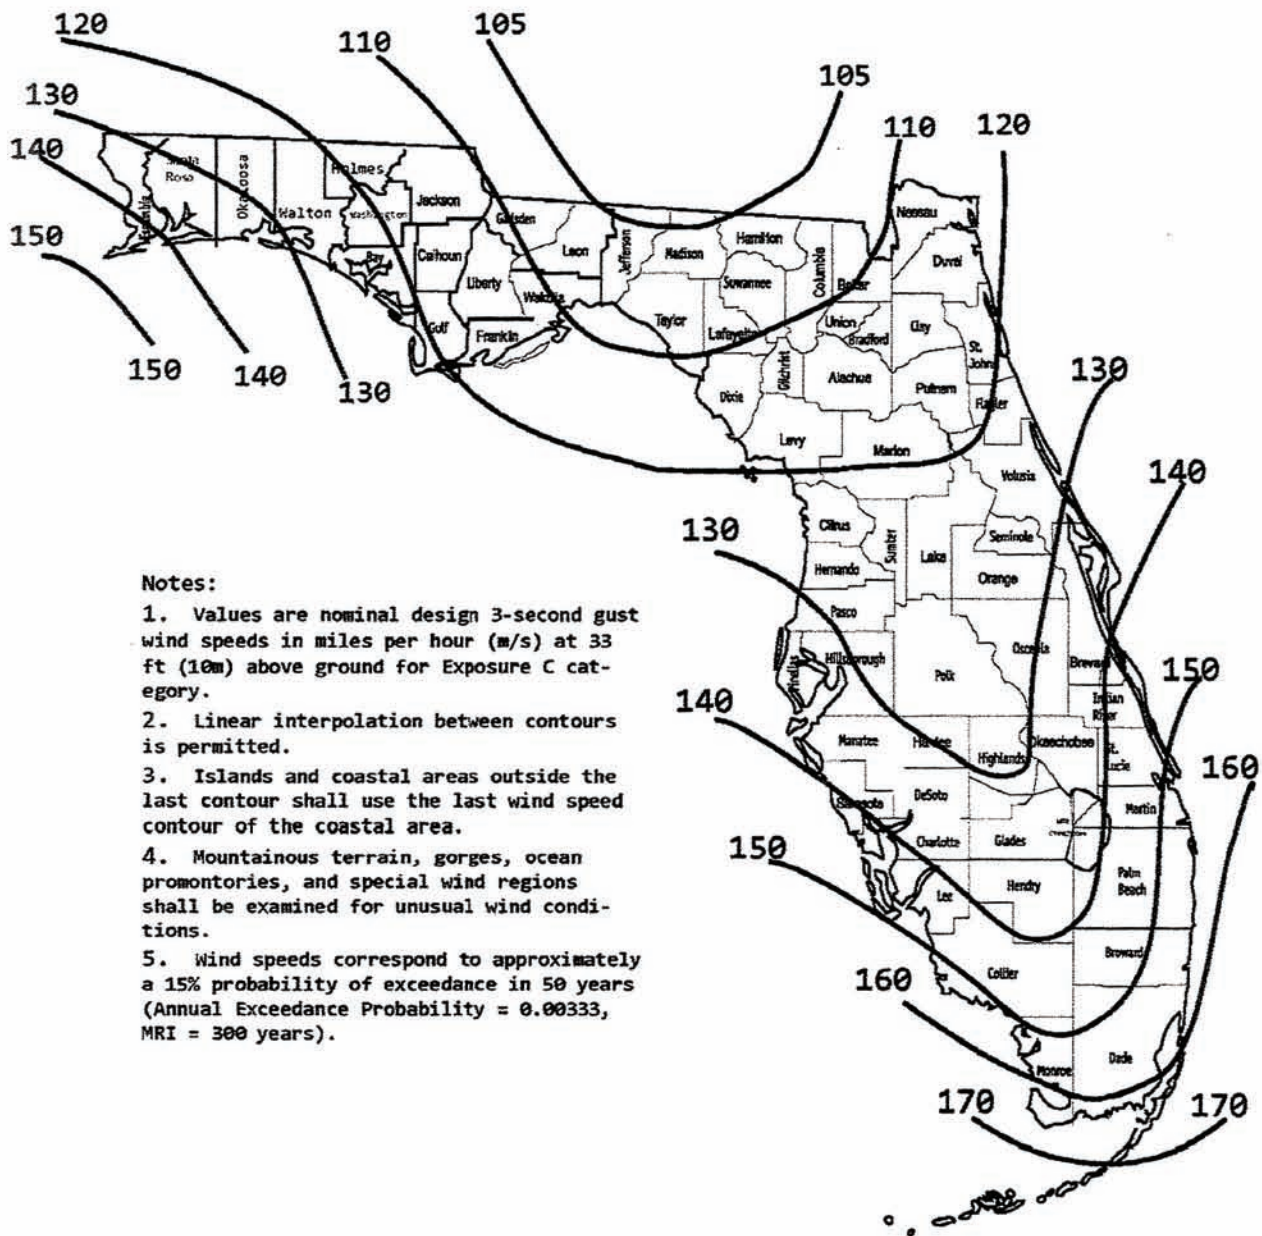 120
105
110
105
130
110
120
140
150
Santa
Rosa
Okaloosa
Holmes
Walton
Washington
Jackson
Gadsden
Leon
Jefferson
Madison
Hamilton
Columbia
Baker
Nassau
Duval
Bay
Calhoun
Liberty
Wakulla
Suwannee
Taylor
Lafayette
Union
Bradford
Clay
St.
Johns
Gulf
Franklin
150
140
130
Dixie
Gilchrist
Alachua
Putnam
Flagler
130
Levy
Marion
Volusia
140
130
Citrus
Sumter
Lake
Seminole
Hernando
Orange
Pasco
Pinellas
Hillsborough
Polk
Osceola
Brevard
Indian
River
150
140
Manatee
Hardee
Highlands
Okeechobee
St.
Lucie
160
Sarasota
DeSoto
Martin
150
Charlotte
Glades
Lee
Hendry
Palm
Beach
Collier
Broward
160
Monroe
Dade
170
170
Notes:
1. Values are nominal design 3-second gust
wind speeds in miles per hour (m/s) at 33
ft (10m) above ground for Exposure C cat-
egory.
2. Linear interpolation between contours
is permitted.
3. Islands and coastal areas outside the
last contour shall use the last wind speed
contour of the coastal area.
4. Mountainous terrain, gorges, ocean
promontories, and special wind regions
shall be examined for unusual wind condi-
tions.
5. Wind speeds correspond to approximately
a 15% probability of exceedance in 50 years
(Annual Exceedance Probability = 0.00333,
MRI = 300 years).